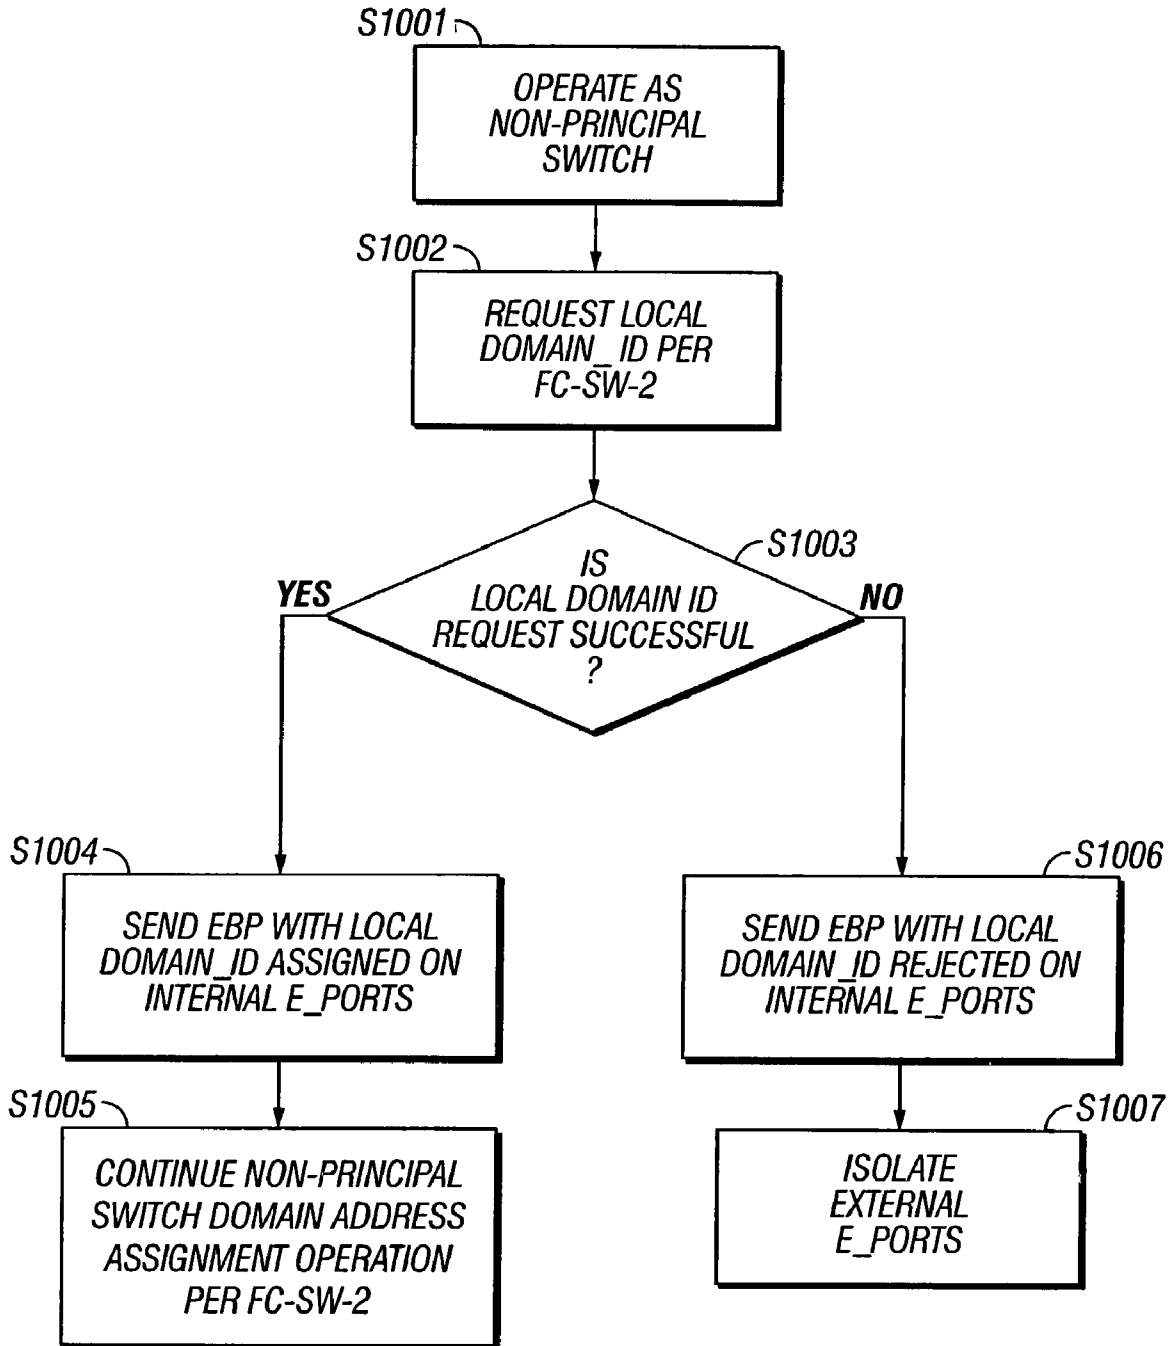 S1001
OPERATE AS
NON-PRINCIPAL
SWITCH
S1002
REQUEST LOCAL
DOMAIN_ ID PER
FC-SW-2
S1003
IS
LOCAL DOMAIN ID
REQUEST SUCCESSFUL
?
YES
NO
S1004
SEND EBP WITH LOCAL
DOMAIN_ID ASSIGNED ON
INTERNAL E_PORTS
S1006
SEND EBP WITH LOCAL
DOMAIN_ID REJECTED ON
INTERNAL E_PORTS
S1005
CONTINUE NON-PRINCIPAL
SWITCH DOMAIN ADDRESS
ASSIGNMENT OPERATION
PER FC-SW-2
S1007
ISOLATE
EXTERNAL
E_PORTS